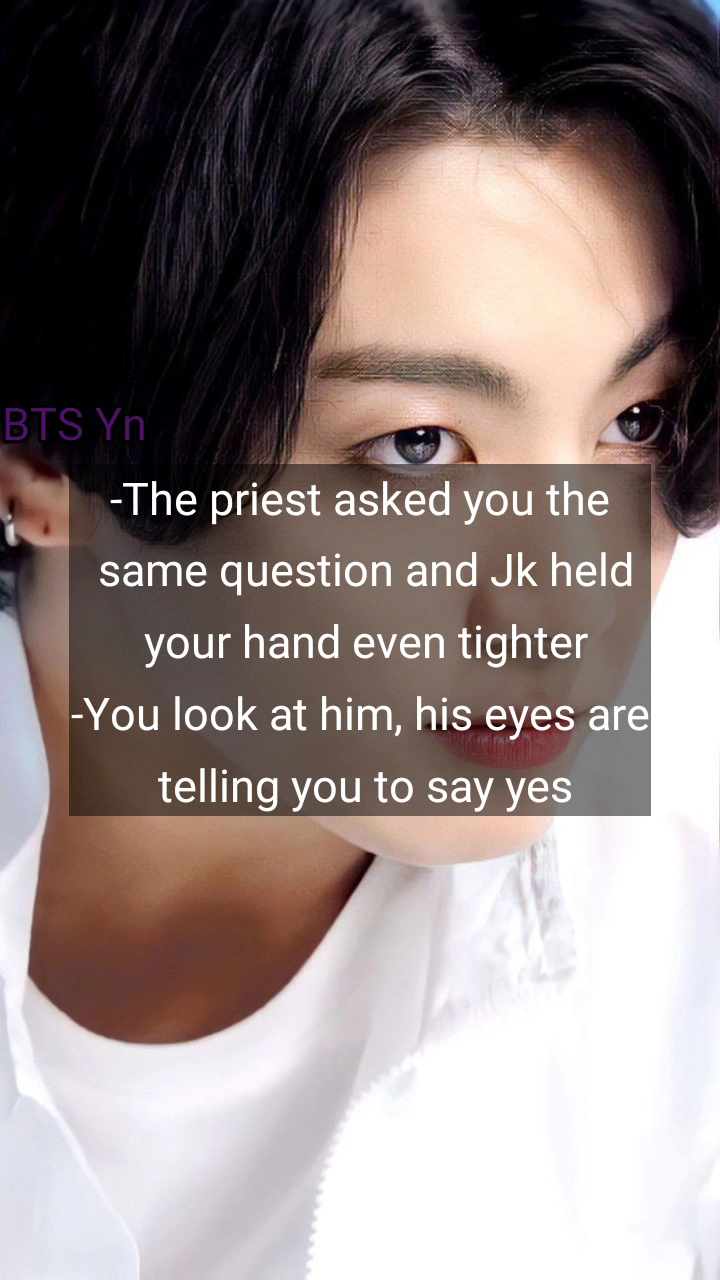 BTS Yn
-The priest asked you the
same question and Jk held
your hand even tighter
-You look at him, his eyes are
telling you to say yes